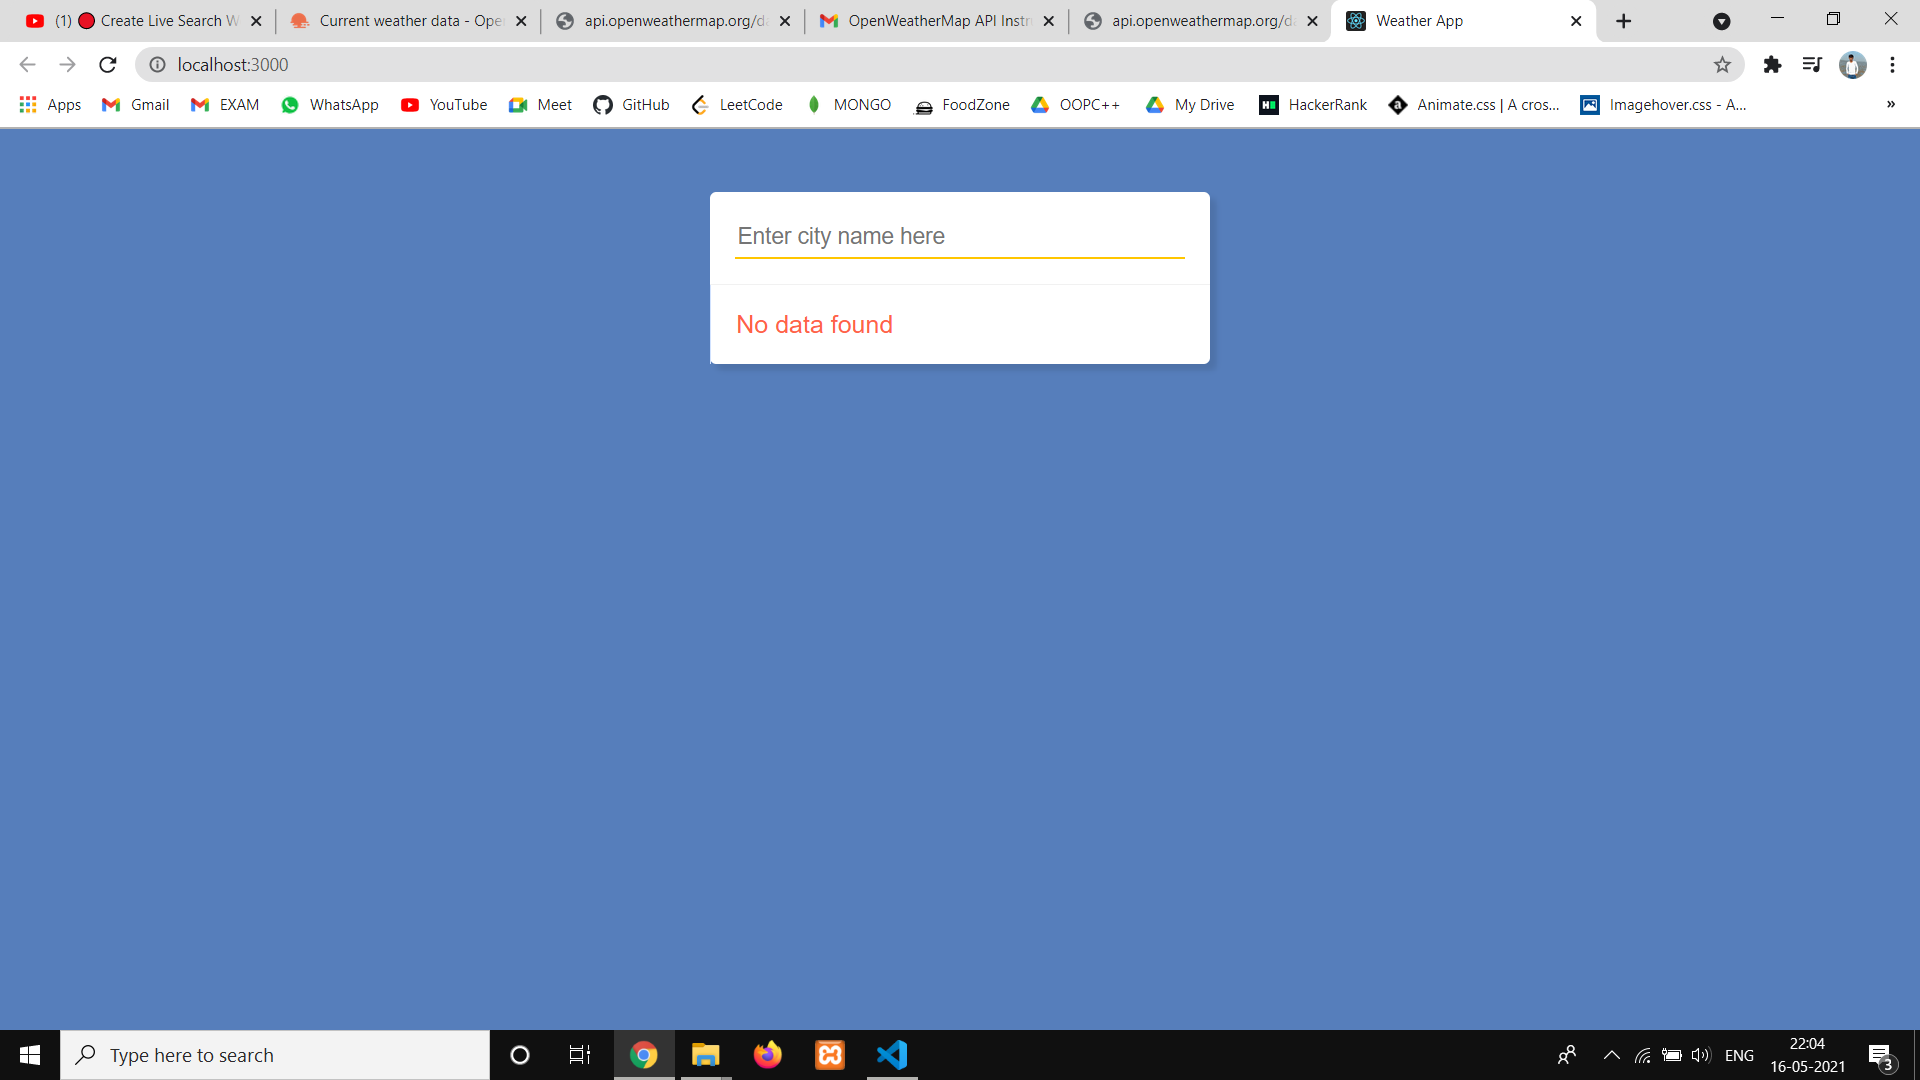 (1) 🔴 Create Live Search W
Current weather data - Ope
api.openweathermap.org/da
OpenWeatherMap API Instr
api.openweathermap.org/da
Weather App
localhost:3000
Apps
Gmail
EXAM
WhatsApp
YouTube
Meet
GitHub
LeetCode
MONGO
FoodZone
OOPC++
My Drive
HackerRank
Animate.css | A cros...
Imagehover.css - A...
»
Enter city name here
No data found
Type here to search
ENG
22:04
16-05-2021
3